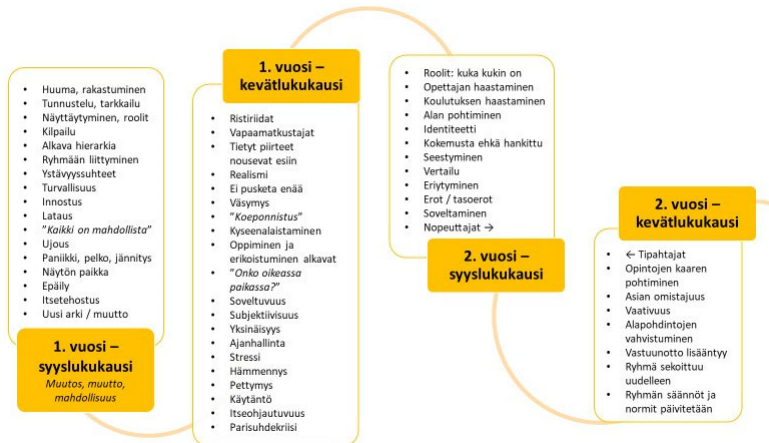 • Huuma, rakastuminen
• Tunnustelu, tarkkailu
• Näyttäytyminen, roolit
• Kilpailu
• Alkava hierarkia
• Ryhmään liittyminen
• Ystävyyssuhteet
• Turvallisuus
• Innostus
• Lataus
• "Kaikki on mahdollista"
• Ujous
• Paniikki, pelko, jännitys
• Näytön paikka
• Epäily
• Itsetehostus
• Uusi arki / muutto
1. vuosi –
syyslukukausi
Muutos, muutto,
mahdollisuus
1. vuosi –
kevätlukukausi
• Ristiriidat
• Vapaamatkustajat
• Tietyt piirteet
nousevat esiin
• Realismi
• Ei pusketa enää
• Väsymys
• "Koeponnistus"
• Kyseenalaistaminen
• Oppiminen ja
erikoistuminen alkavat
• "Onko oikeassa
paikassa?"
• Soveltuvuus
• Subjektiivisuus
• Yksinäisyys
• Ajanhallinta
• Stressi
• Hämmennys
• Pettymys
• Käytäntö
• Itseohjautuvuus
• Parisuhdekriisi
• Roolit: kuka kukin on
• Opettajan haastaminen
• Koulutuksen haastaminen
• Alan pohtiminen
• Identiteetti
• Kokemusta ehkä hankittu
• Seestyminen
• Vertailu
• Eriytyminen
• Erot / tasoerot
• Soveltaminen
• Nopeuttajat →
2. vuosi –
syyslukukausi
2. vuosi –
kevätlukukausi
• ← Tipahtajat
• Opintojen kaaren
pohtiminen
• Asian omistajuus
• Vaativuus
• Alapohdintojen
vahvistuminen
• Vastuunotto lisääntyy
• Ryhmä sekoittuu
uudelleen
• Ryhmän säännöt ja
normit päivitetään